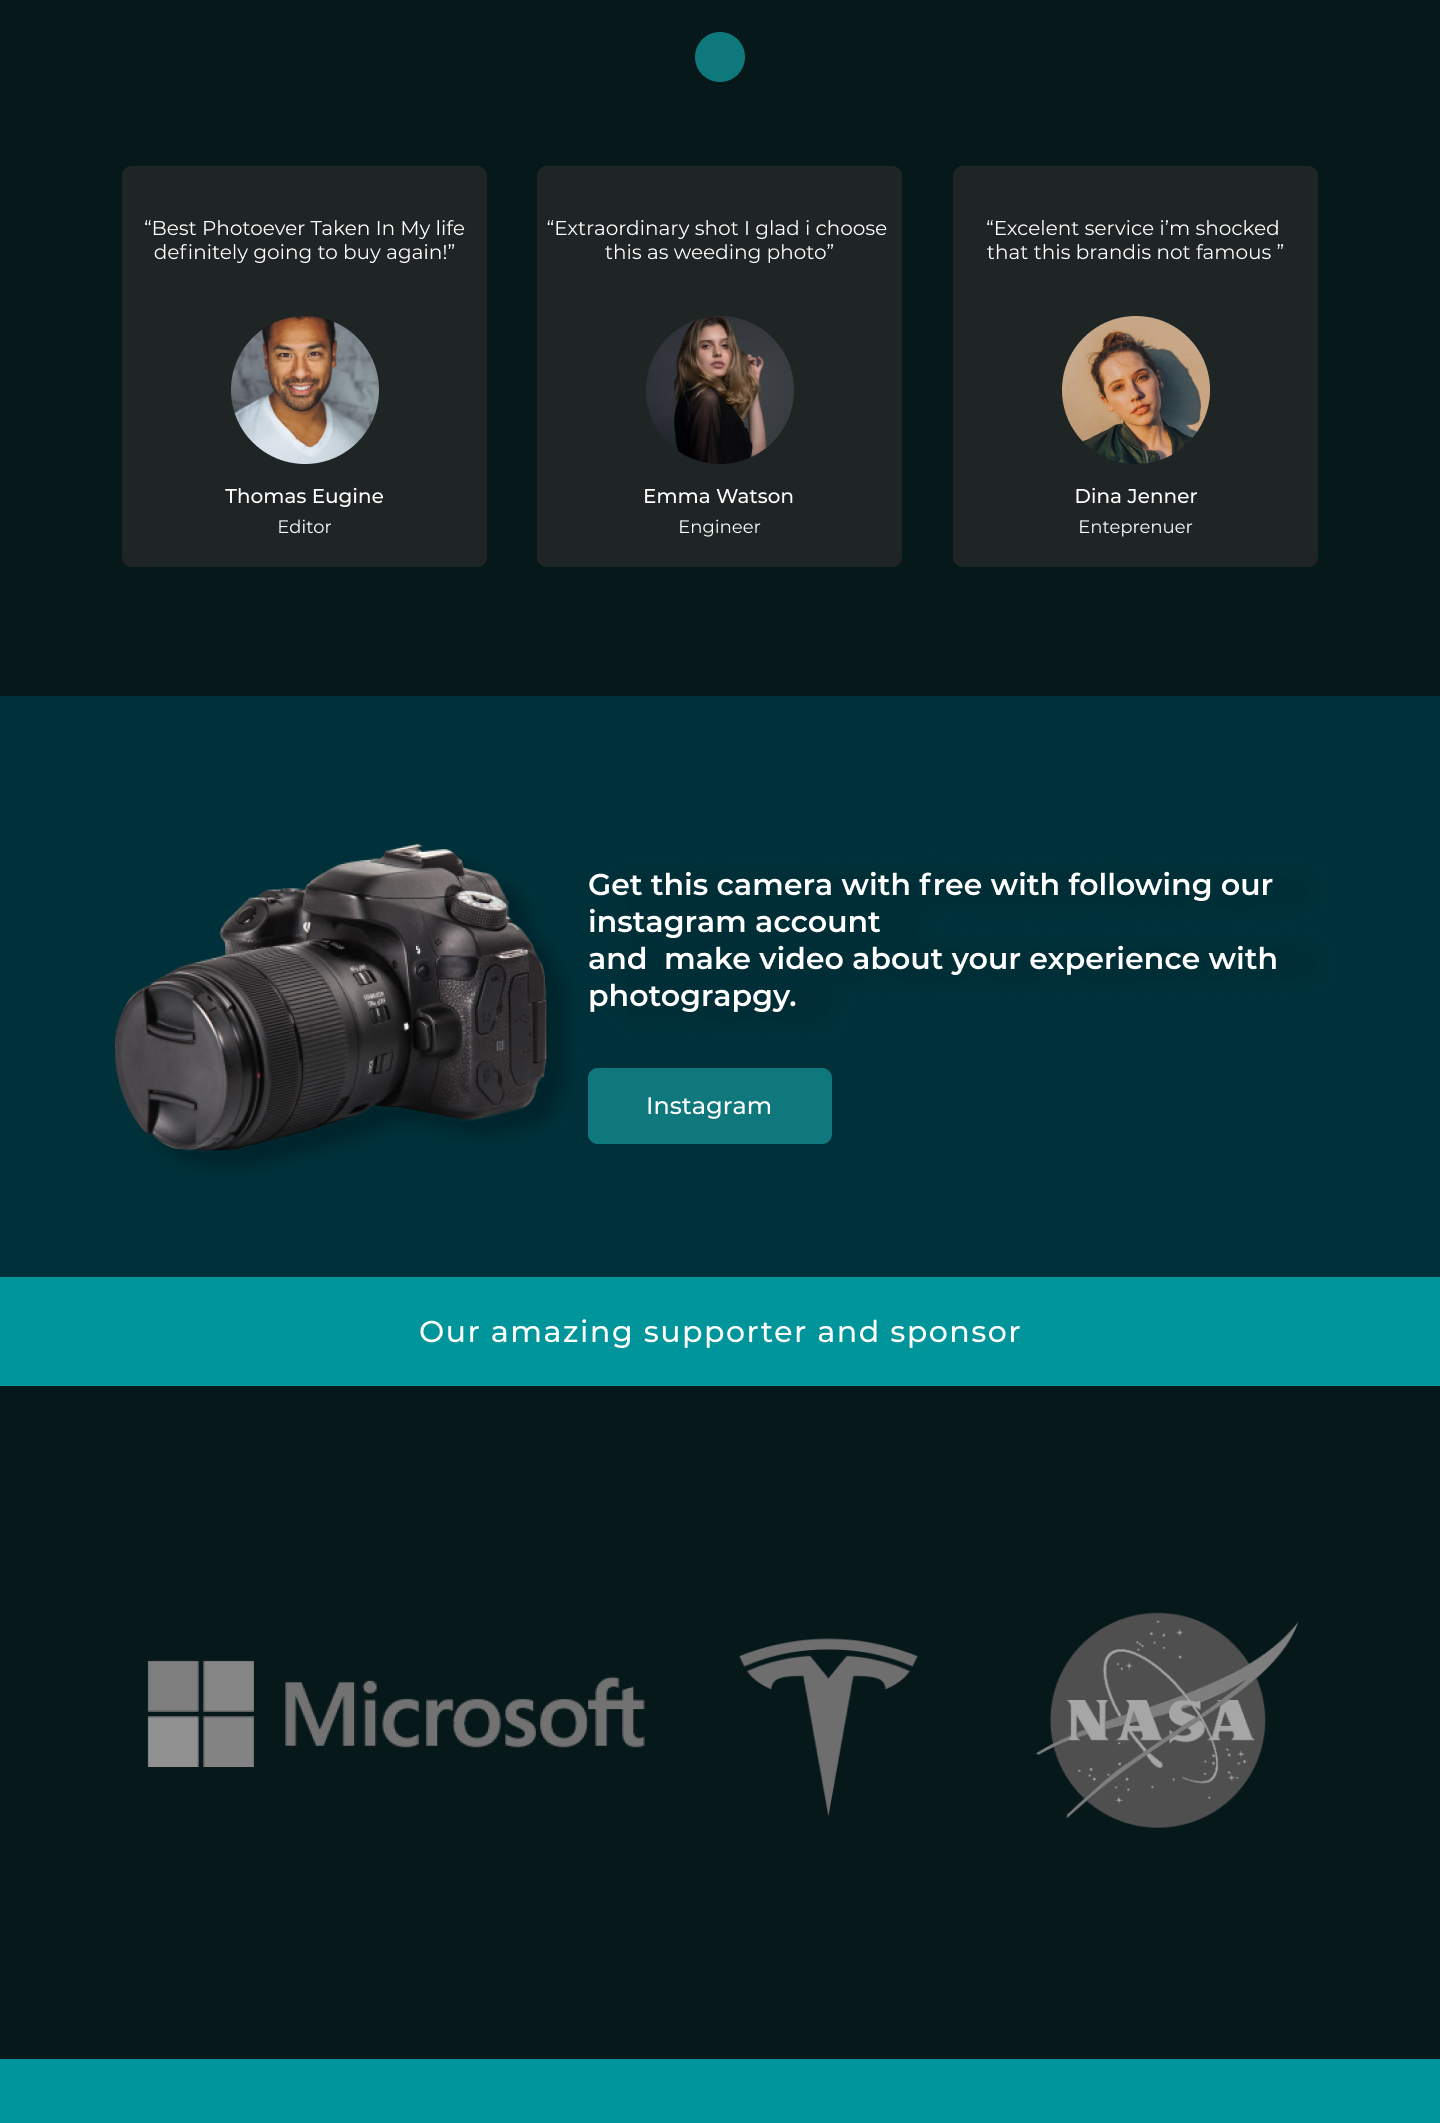 “Best Photoever Taken In My life
definitely going to buy again!”
“Extraordinary shot I glad i choose
this as weeding photo”
“Excelent service i’m shocked
that this brandis not famous ”
Thomas Eugine
Editor
Emma Watson
Engineer
Dina Jenner
Enteprenuer
Get this camera with free with following our
instagram account
and  make video about your experience with
photograpgy.
Instagram
Our amazing supporter and sponsor
Microsoft
NASA